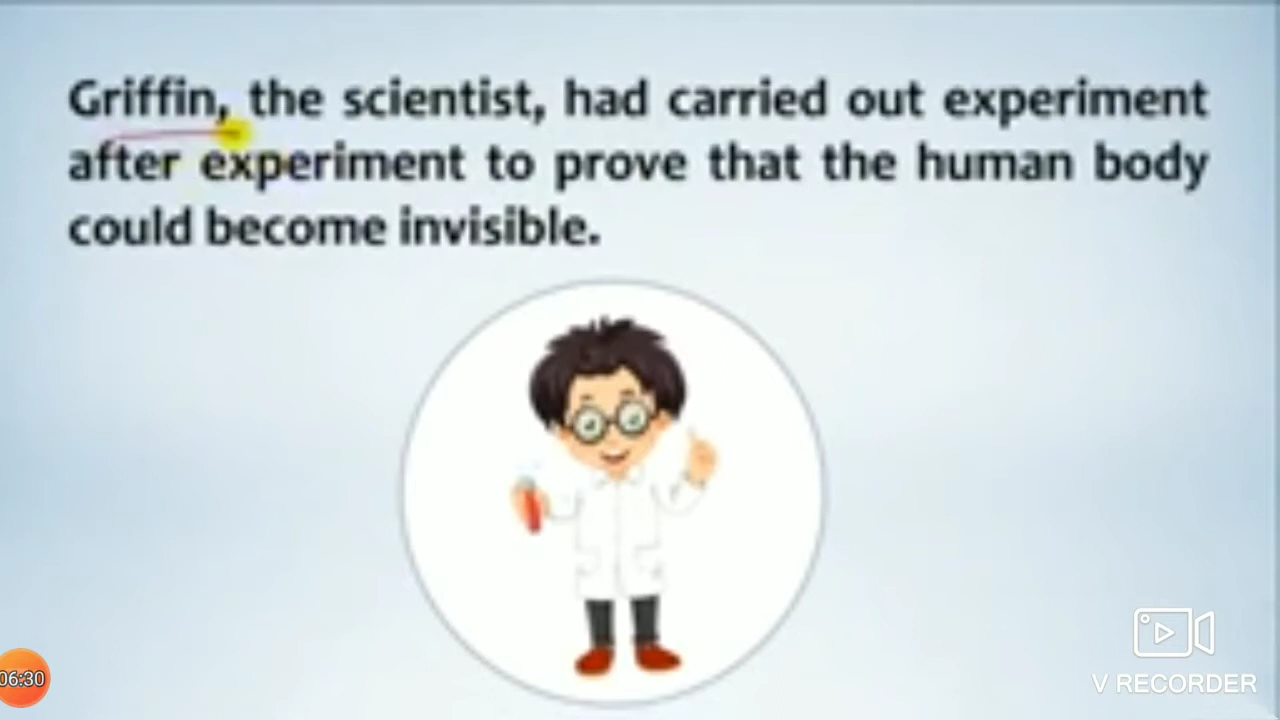 Griffin, the scientist, had carried out experiment
after experiment to prove that the human body
could become invisible.
06:30
V RECORDER